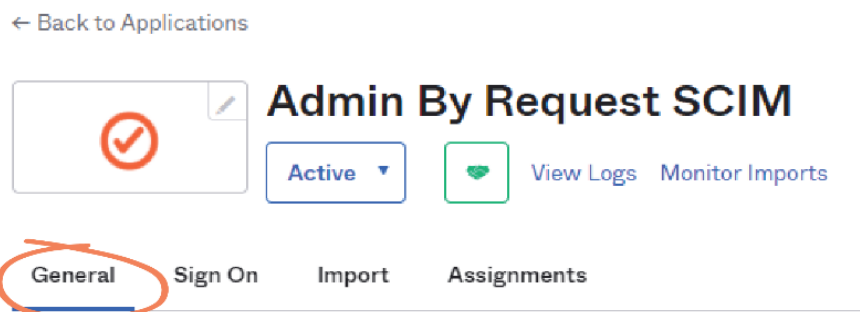 ← Back to Applications
Admin By Request SCIM
Active ▼ View Logs Monitor Imports
General Sign On Import Assignments